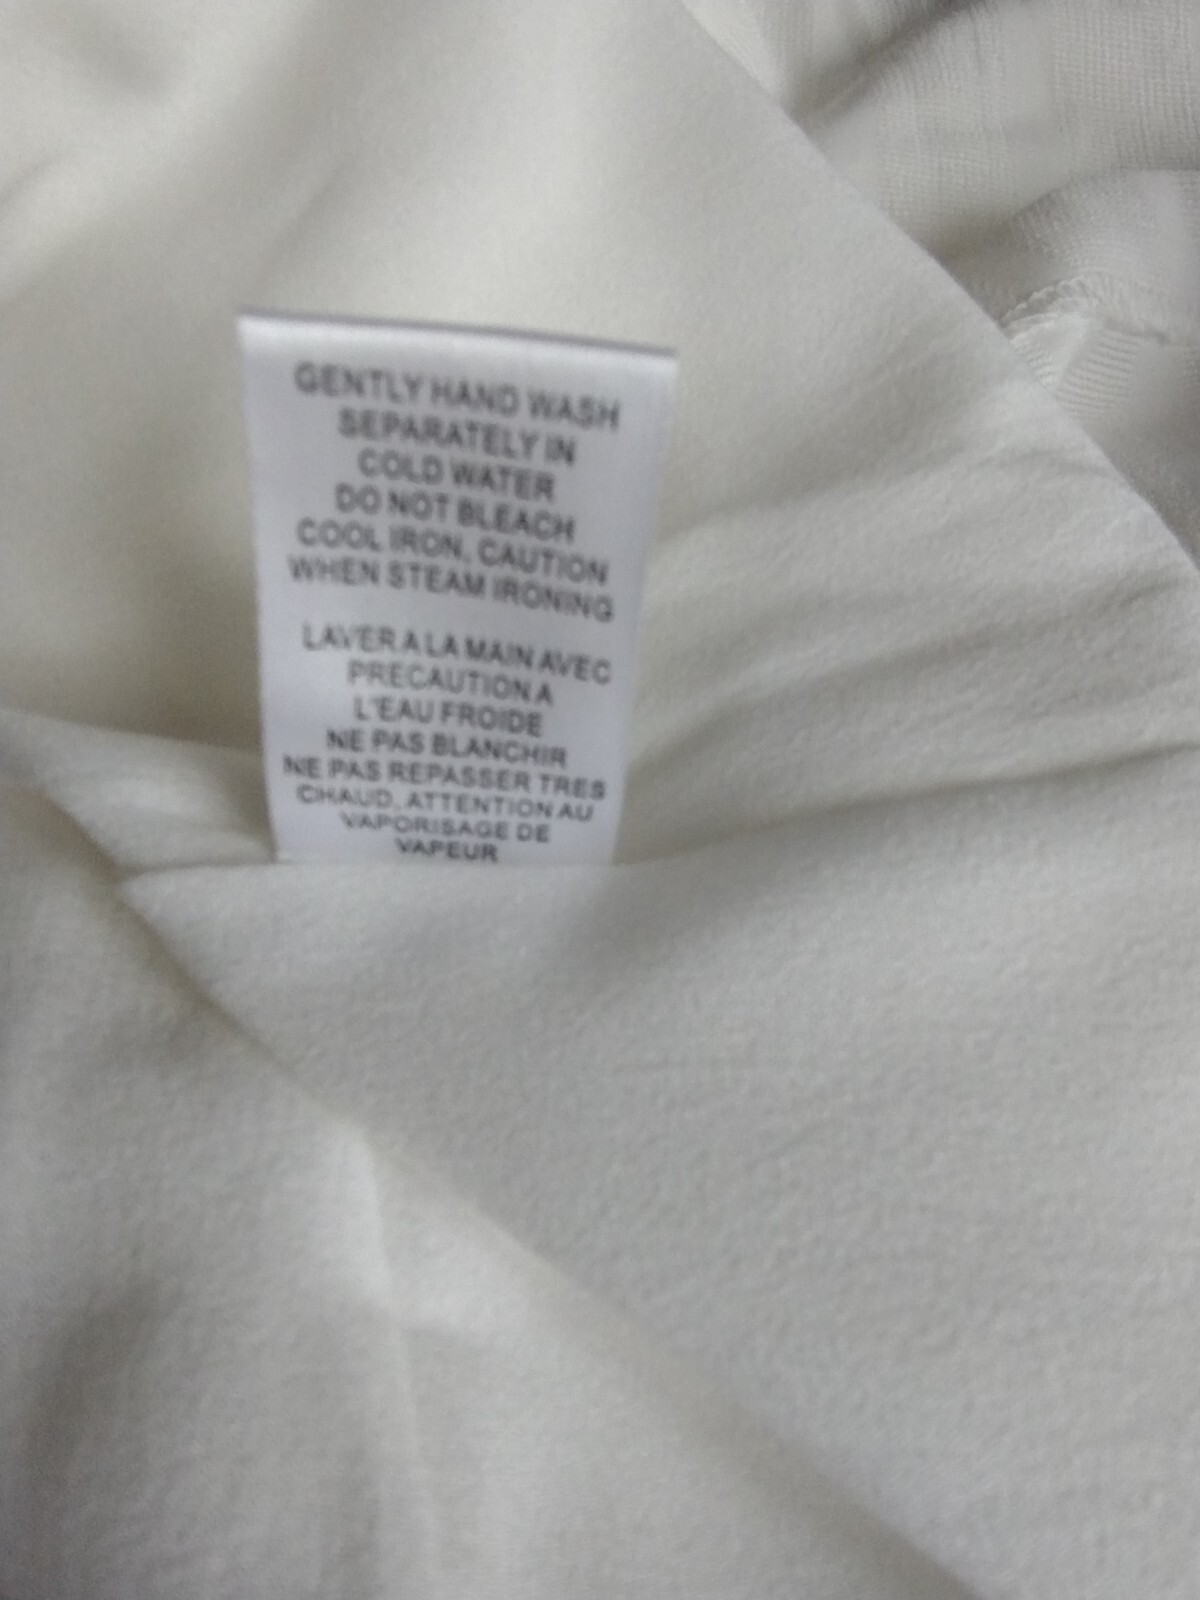 GENTLY HAND WASH
SEPARATELY IN
COLD WATER
DO NOT BLEACH
COOL IRON, CAUTION
WHEN STEAM IRONING
LAVER A LA MAIN AVEC
PRECAUTION A
L'EAU FROIDE
NE PAS BLANCHIR
NE PAS REPASSER TRES
CHAUD, ATTENTION AU
VAPORISAGE DE
VAPEUR